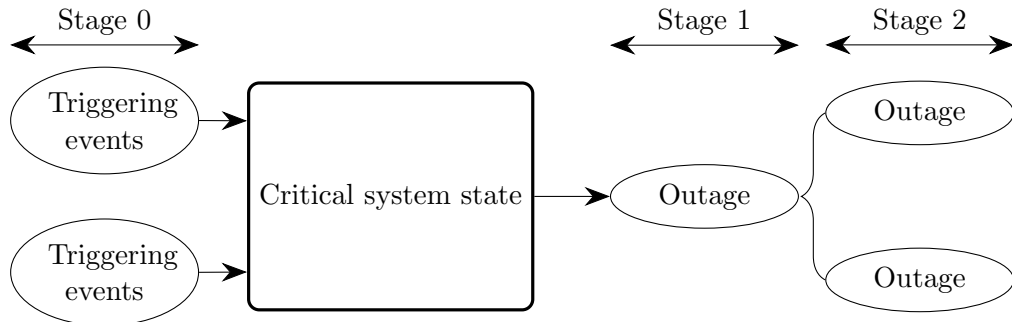 Stage 0
Stage 1
Stage 2
Triggering
events
Outage
Critical system state
Outage
Triggering
events
Outage